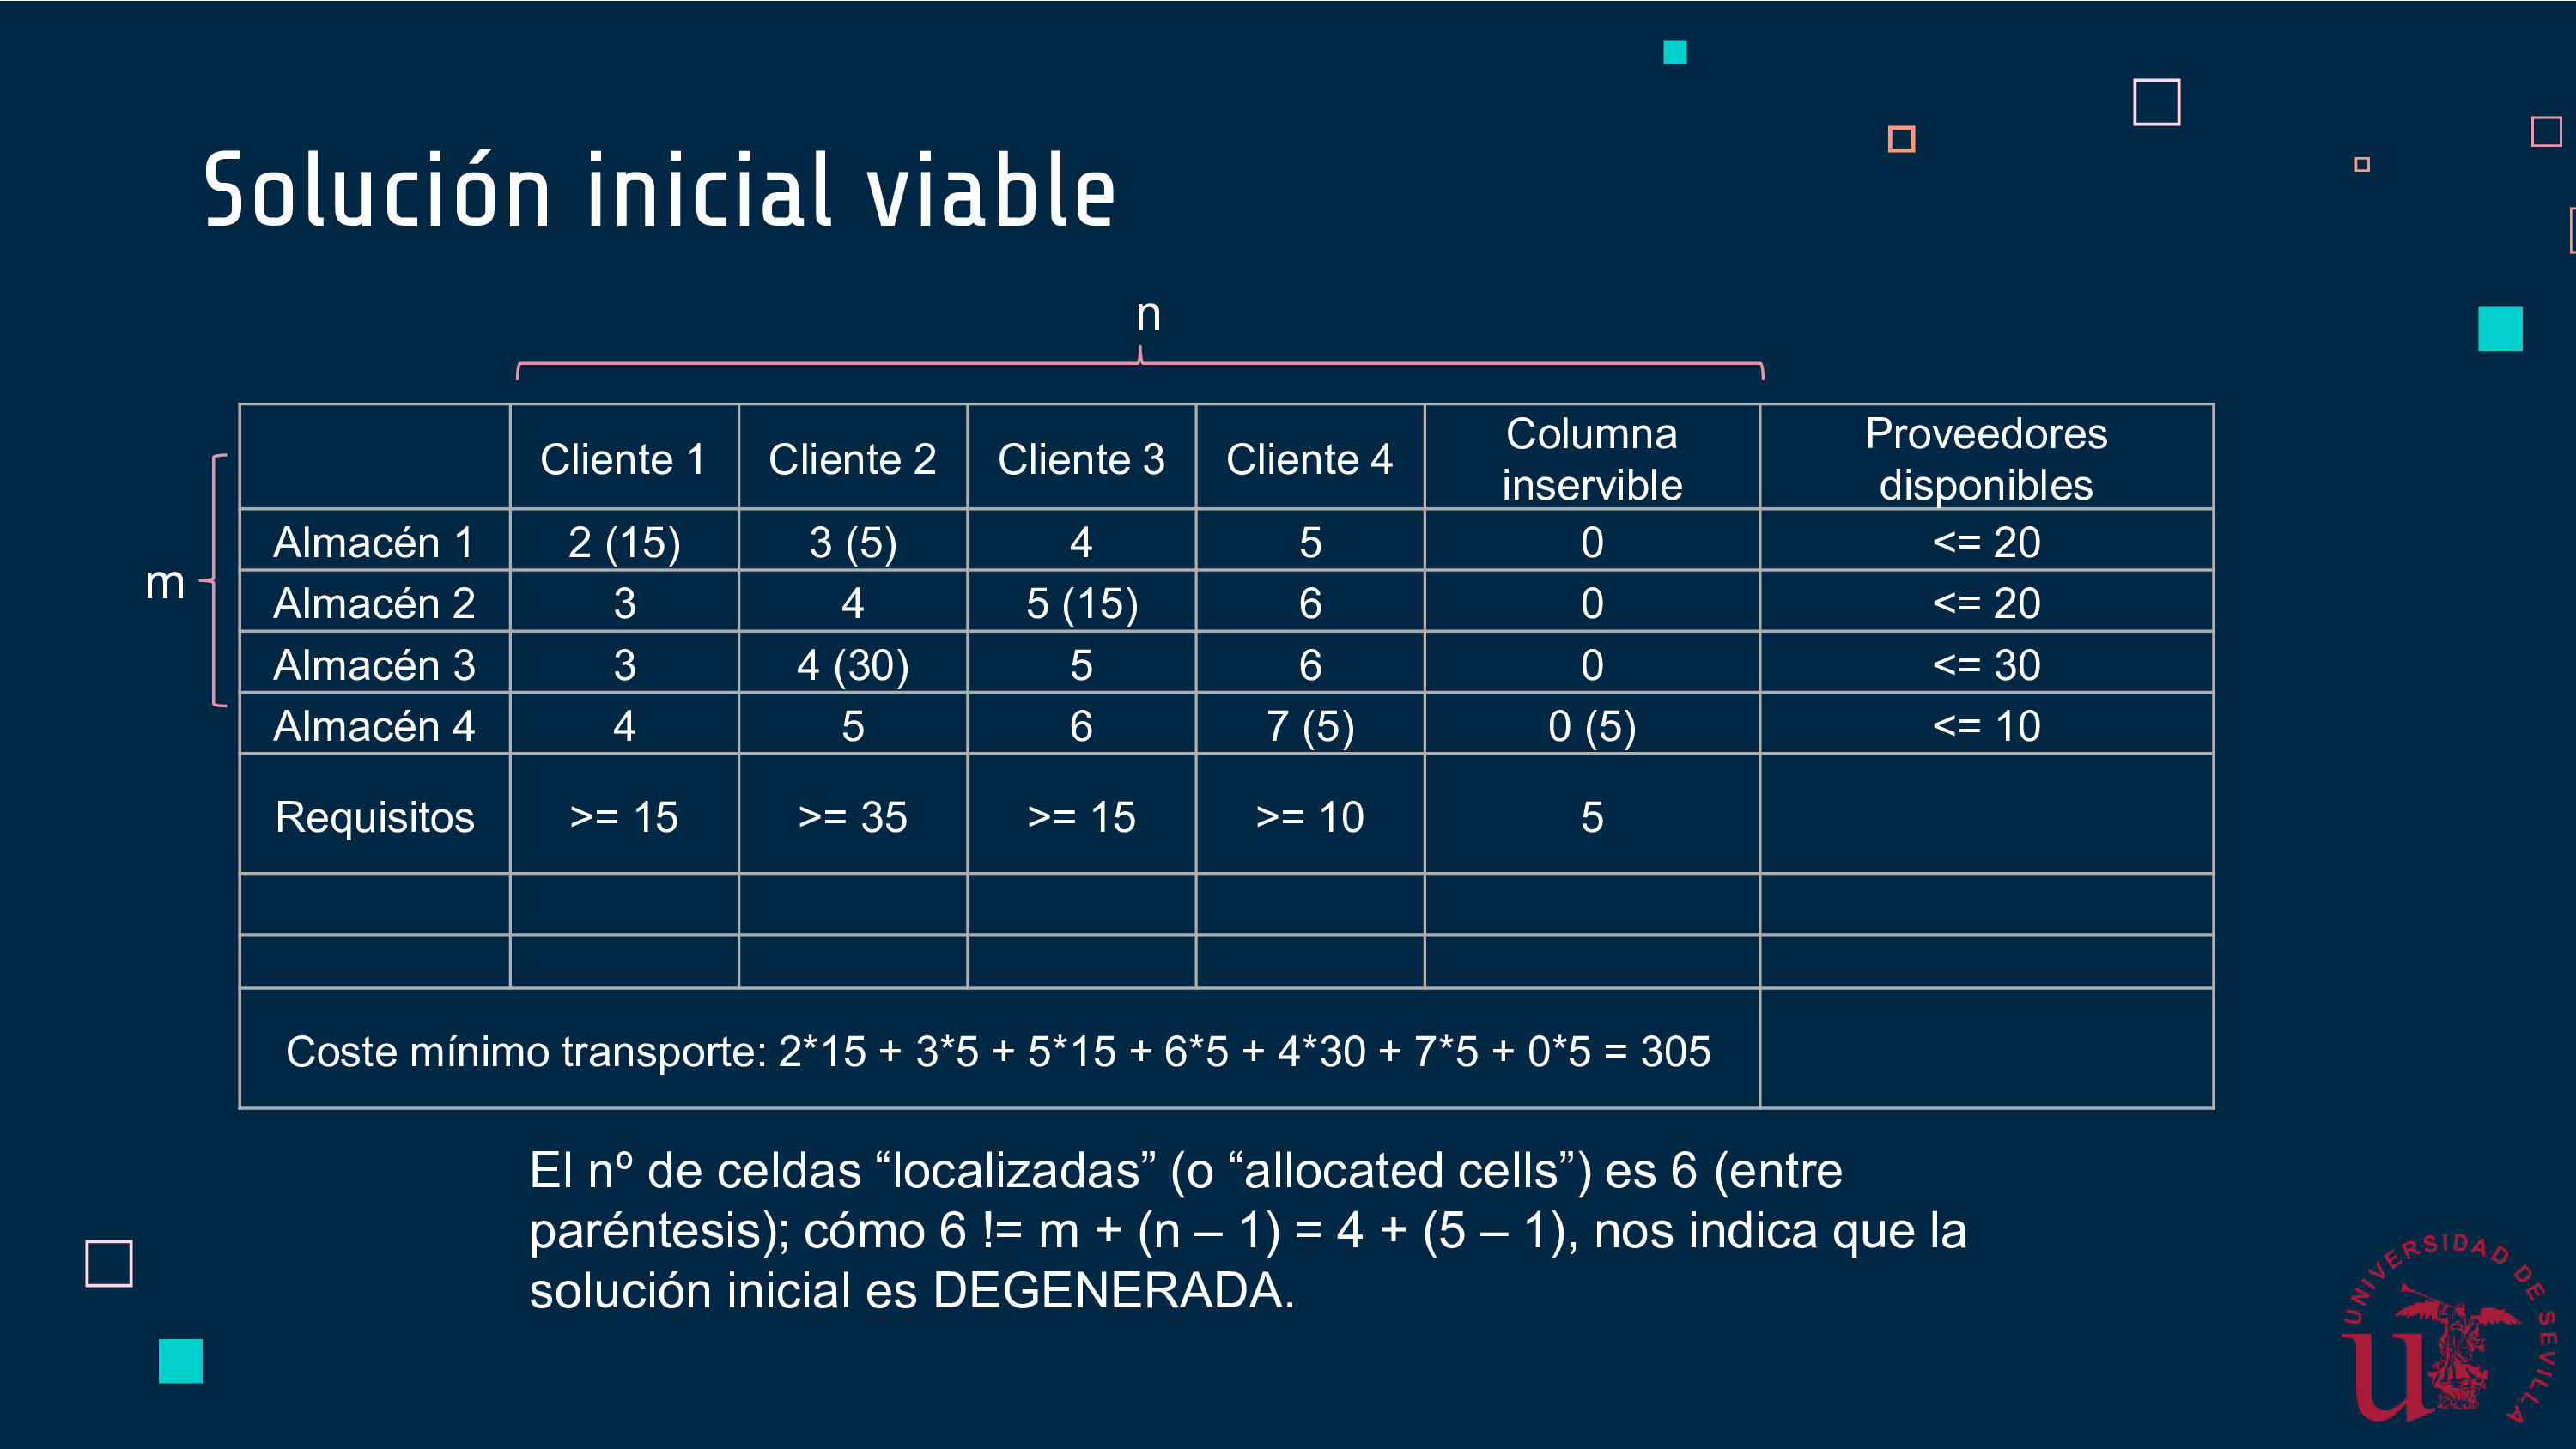 Solución inicial viable
n
m
Cliente 1 Cliente 2 Cliente 3 Cliente 4 Columna inservible Proveedores disponibles
Almacén 1 2 (15) 3 (5) 4 5 0 <= 20
Almacén 2 3 4 5 (15) 6 0 <= 20
Almacén 3 3 4 (30) 5 6 0 <= 30
Almacén 4 4 5 6 7 (5) 0 (5) <= 10
Requisitos >= 15 >= 35 >= 15 >= 10 5
Coste mínimo transporte: 2*15 + 3*5 + 5*15 + 6*5 + 4*30 + 7*5 + 0*5 = 305
El nº de celdas “localizadas” (o “allocated cells”) es 6 (entre
paréntesis); cómo 6 != m + (n – 1) = 4 + (5 – 1), nos indica que la
solución inicial es DEGENERADA.
UNIVERSIDAD DE SEVILLA
u